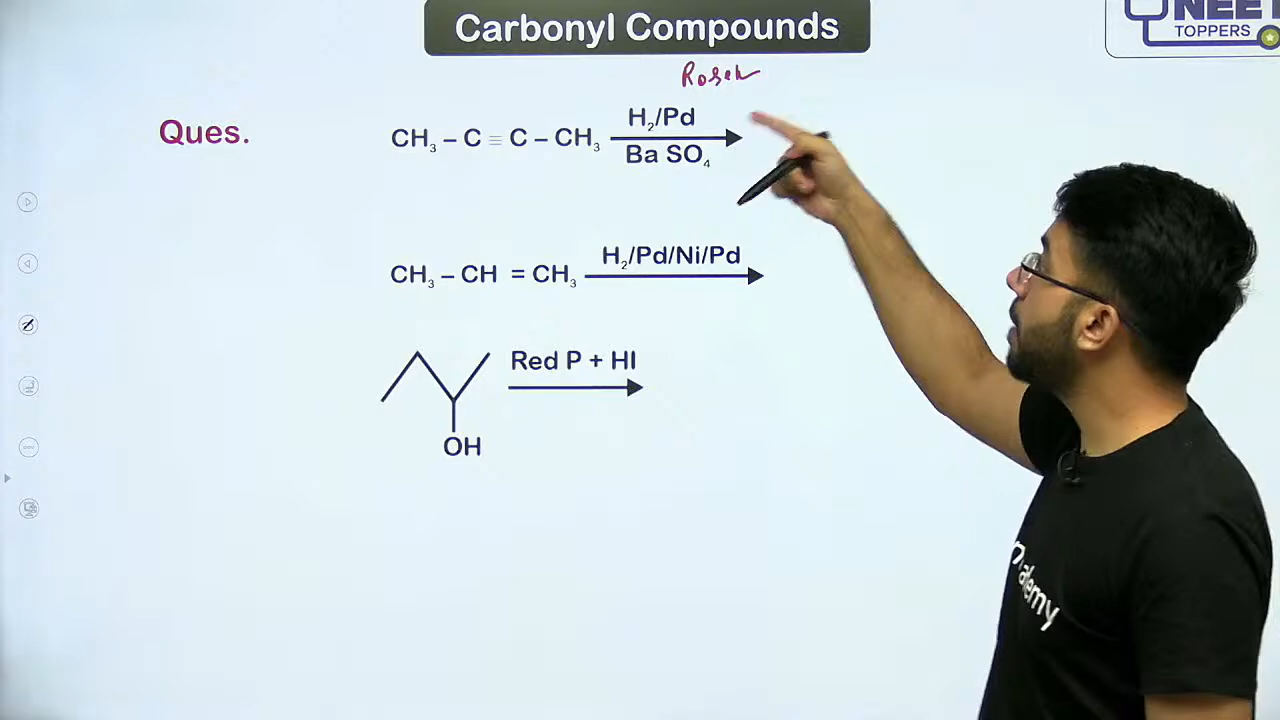 Carbonyl Compounds
NEET
TOPPERS
Ques.
CH₃ – C ≡ C – CH₃
H₂/Pd
Ba SO₄
CH₃ – CH = CH₃
H₂/Pd/Ni/Pd
Red P + HI
OH